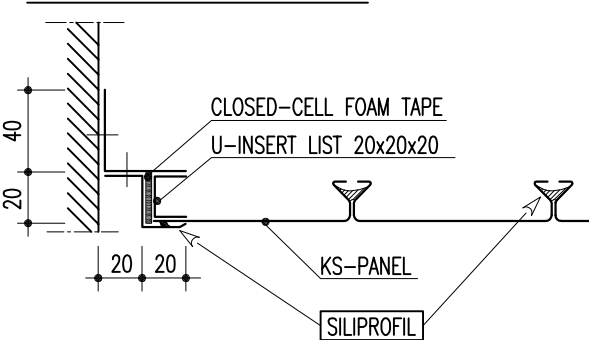 CLOSED-CELL FOAM TAPE
U-INSERT LIST 20x20x20
40
20
20
20
KS-PANEL
SILIPROFIL